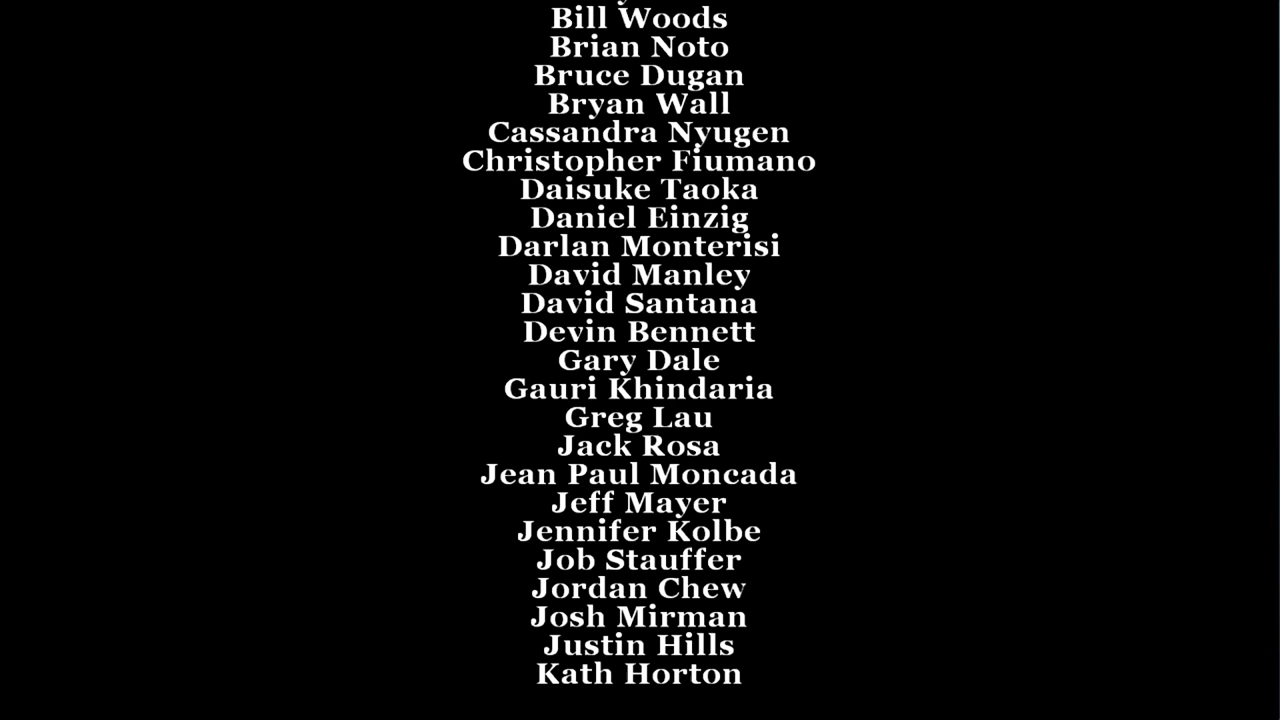 Bill Woods
Brian Noto
Bruce Dugan
Bryan Wall
Cassandra Nyugen
Christopher Fiumano
Daisuke Taoka
Daniel Einzig
Darlan Monterisi
David Manley
David Santana
Devin Bennett
Gary Dale
Gauri Khindaria
Greg Lau
Jack Rosa
Jean Paul Moncada
Jeff Mayer
Jennifer Kolbe
Job Stauffer
Jordan Chew
Josh Mirman
Justin Hills
Kath Horton